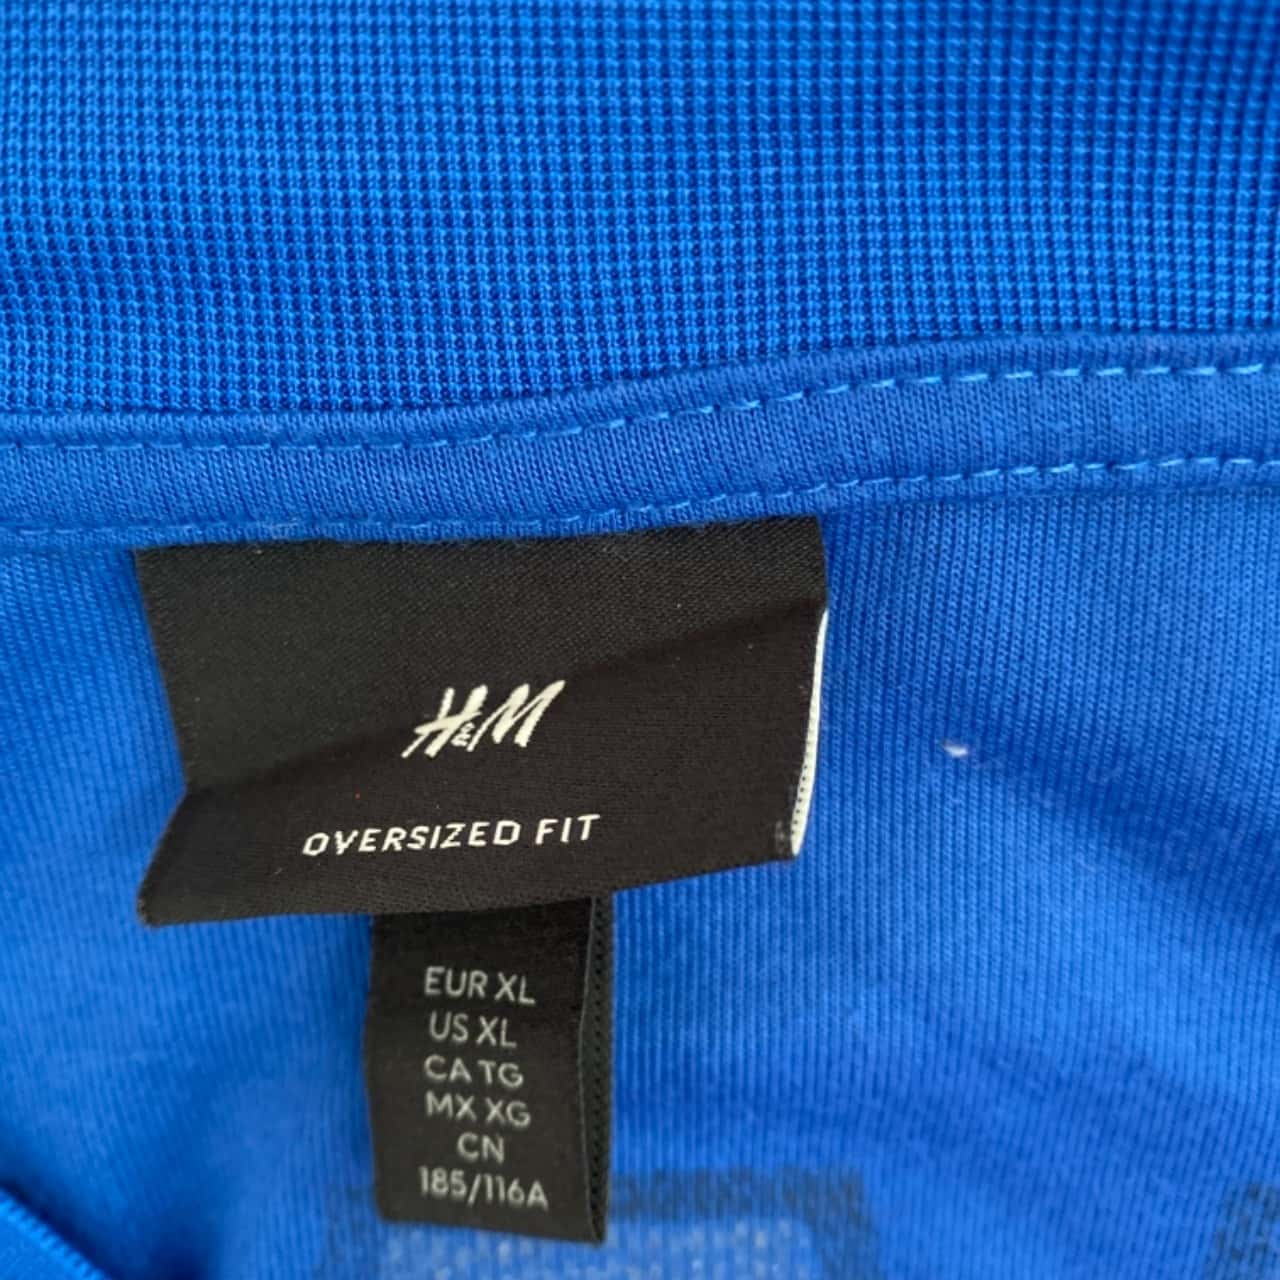 H&M
OVERSIZED FIT
EUR XL
US XL
CA TG
MX XG
CN
185/116A